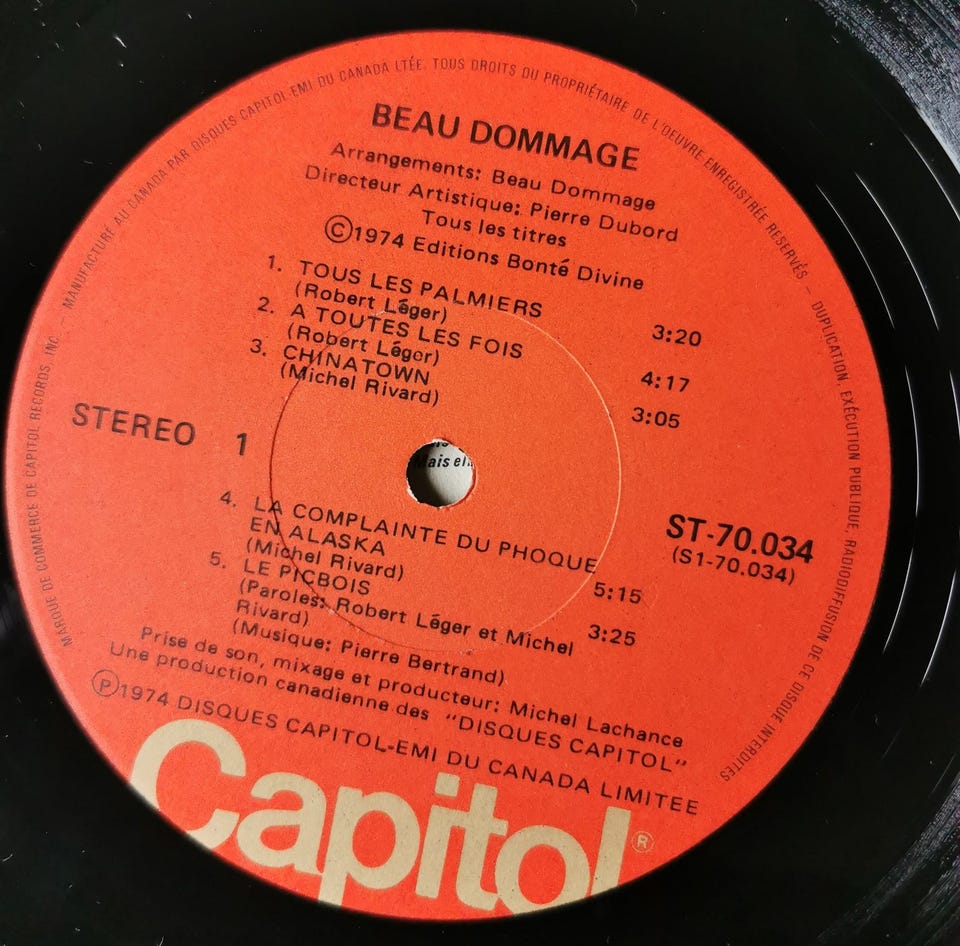 MARQUE DE COMMERCE DE CAPITOL RECORDS, INC. – MANUFACTURÉ AU CANADA PAR DISQUES CAPITOL-EMI DU CANADA LTÉE. TOUS DROITS DU PROPRIÉTAIRE DE L'OEUVRE ENREGISTRÉE RESERVÉS – DUPLICATION, EXÉCUTION PUBLIQUE, RADIODIFFUSION DE CE DISQUE INTERDITES
BEAU DOMMAGE
Arrangements: Beau Dommage
Directeur Artistique: Pierre Dubord
Tous les titres
©1974 Editions Bonté Divine
1. TOUS LES PALMIERS 3:20
(Robert Léger)
2. A TOUTES LES FOIS 4:17
(Robert Léger)
3. CHINATOWN 3:05
(Michel Rivard)
STEREO 1
Mais el
ST-70.034
(S1-70.034)
4. LA COMPLAINTE DU PHOQUE
EN ALASKA 5:15
(Michel Rivard)
5. LE PICBOIS 3:25
(Paroles: Robert Léger et Michel
Rivard)
(Musique: Pierre Bertrand)
Prise de son, mixage et producteur: Michel Lachance
Une production canadienne des "DISQUES CAPITOL"
Ⓟ1974 DISQUES CAPITOL-EMI DU CANADA LIMITEE
Capitol®